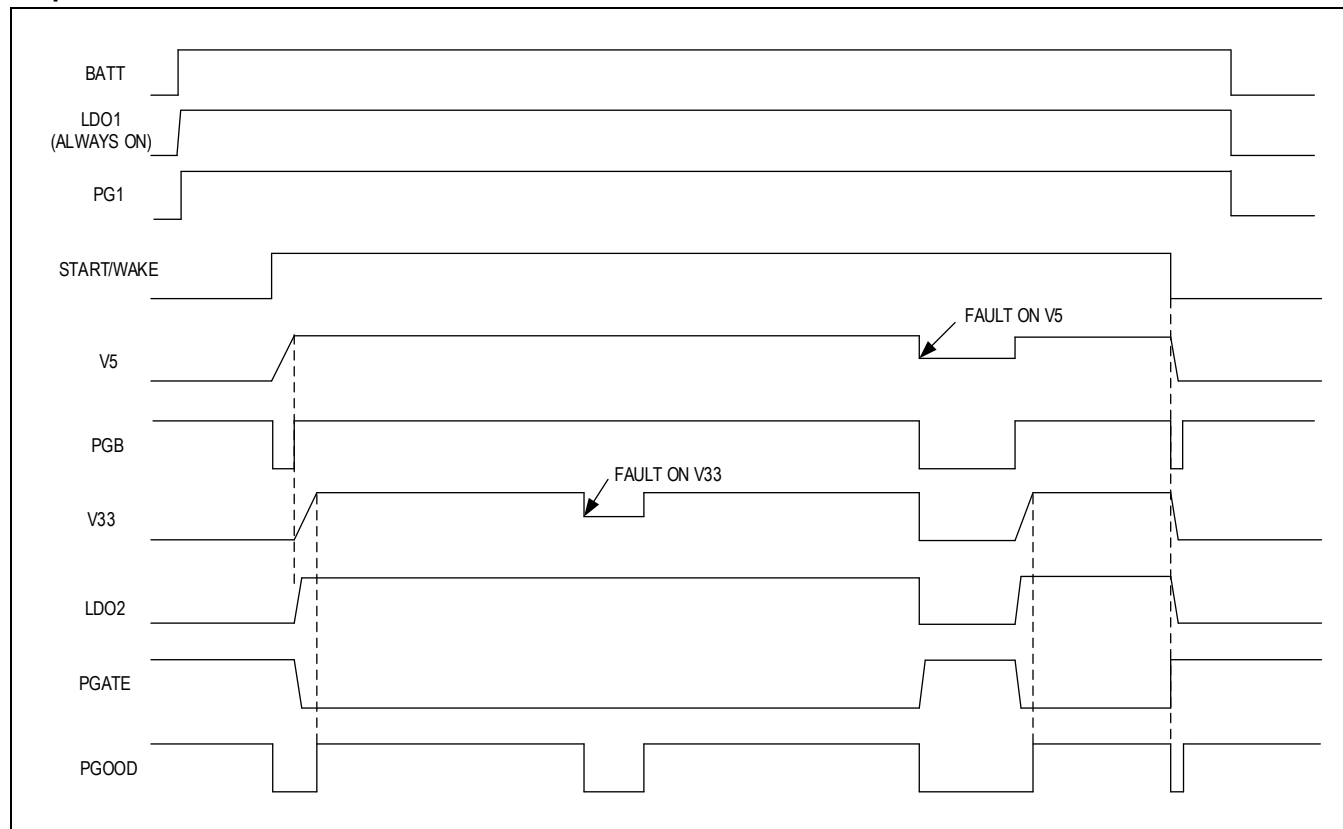 BATT
LDO1
(ALWAYS ON)
PG1
START/WAKE
FAULT ON V5
V5
PGB
FAULT ON V33
V33
LDO2
PGATE
PGOOD